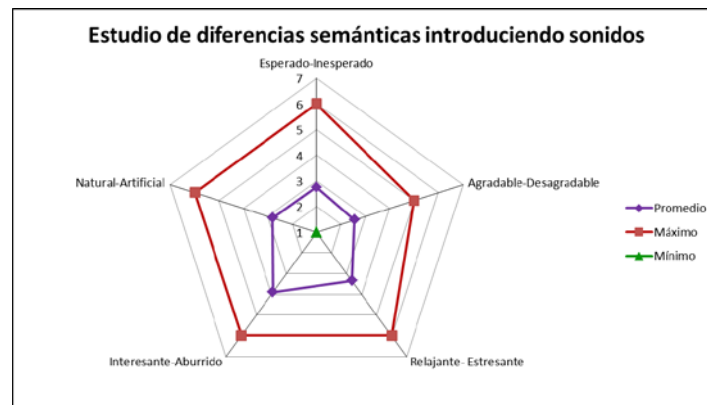 Estudio de diferencias semánticas introduciendo sonidos
Esperado-Inesperado
7
6
5
4
3
2
1
Natural-Artificial
Agradable-Desagradable
Promedio
Máximo
Mínimo
Interesante-Aburrido
Relajante- Estresante